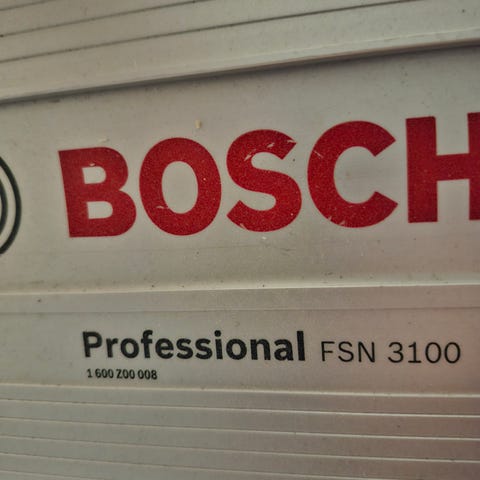 BOSCH
Professional FSN 3100
1 600 Z00 008